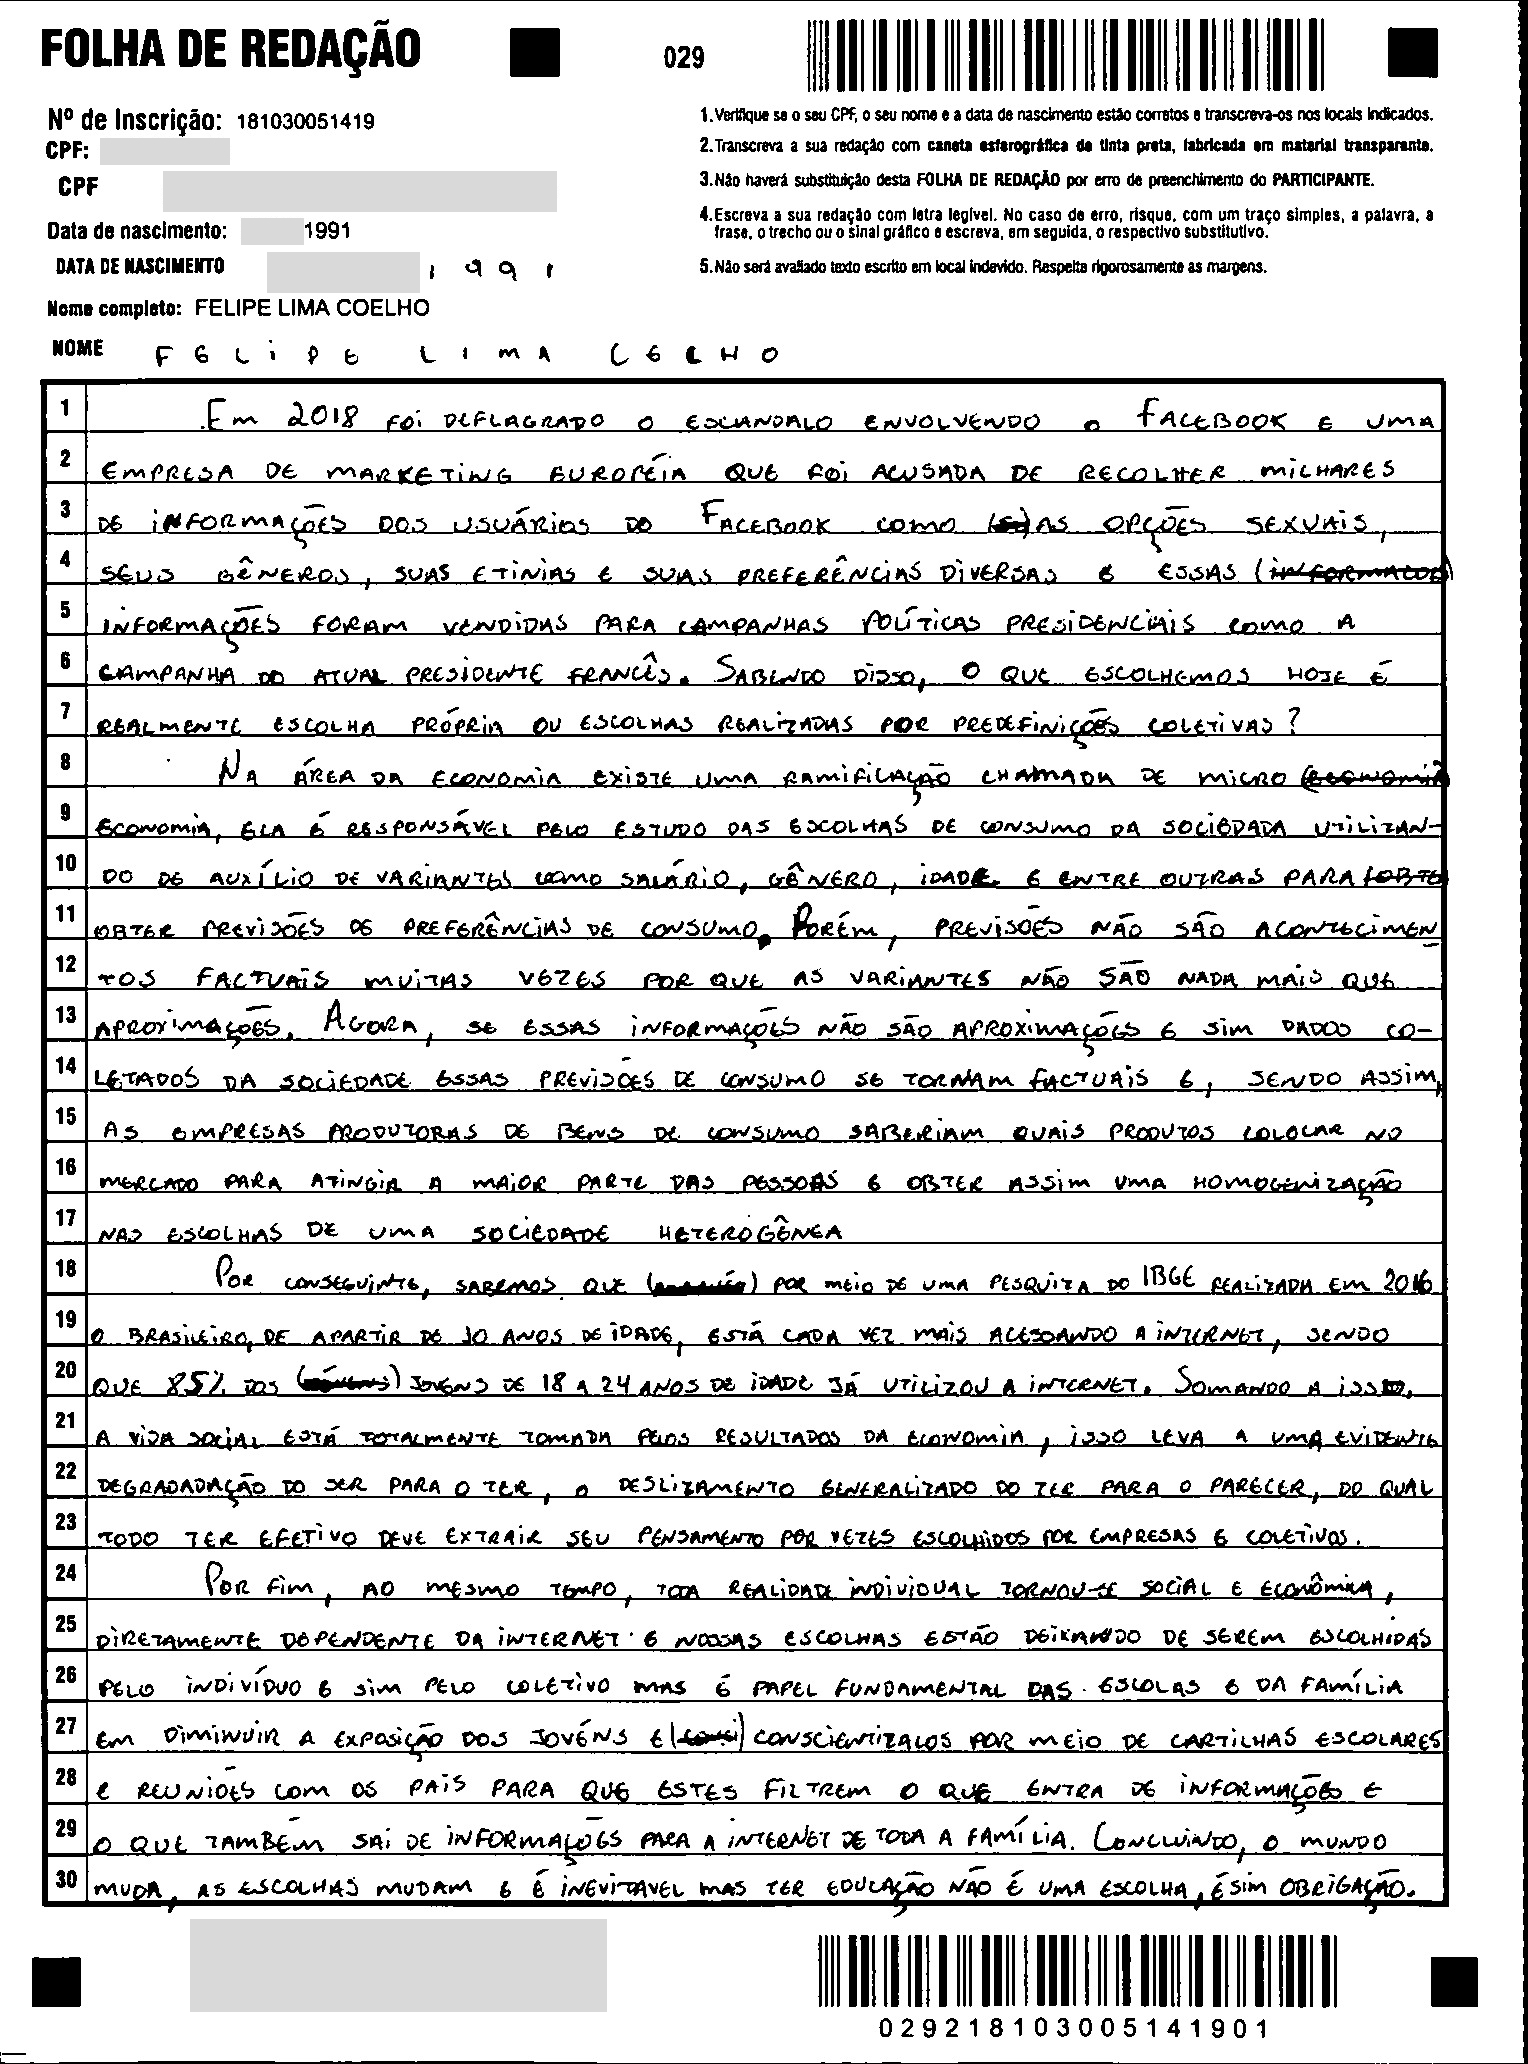 FOLHA DE REDAÇÃO
029
Nº de Inscrição: 181030051419
CPF:
CPF
Data de nascimento: 1991
DATA DE NASCIMENTO 1991
Nome completo: FELIPE LIMA COELHO
NOME FELIPE LIMA COELHO
1.Verifique se o seu CPF, o seu nome e a data de nascimento estão corretos e transcreva-os nos locais indicados.
2.Transcreva a sua redação com caneta esferográfica de tinta preta, fabricada em material transparente.
3.Não haverá substituição desta FOLHA DE REDAÇÃO por erro de preenchimento do PARTICIPANTE.
4.Escreva a sua redação com letra legível. No caso de erro, risque, com um traço simples, a palavra, a
frase, o trecho ou o sinal gráfico e escreva, em seguida, o respectivo substitutivo.
5.Não será avaliado texto escrito em local indevido. Respeite rigorosamente as margens.
1 EM 2018 FOI DEFLAGRADO O ESCANDALO ENVOLVENDO O FACEBOOK E UMA
2 EMPRESA DE MARKETING EUROPÉIA QUE FOI ACUSADA DE RECOLHER MILHARES
3 DE INFORMAÇÕES DOS USUÁRIOS DO FACEBOOK COMO AS OPÇÕES SEXUAIS,
4 SEUS GÊNEROS, SUAS ETINIAS E SUAS PREFERÊNCIAS DIVERSAS E ESSAS (INFORMACOE)
5 INFORMAÇÕES FORAM VENDIDAS PARA CAMPANHAS POLÍTICAS PRESIDENCIAIS COMO A
6 CAMPANHA DO ATUAL PRESIDENTE FRANCÊS. SABENDO DISSO, O QUE ESCOLHEMOS HOJE É
7 REALMENTE ESCOLHA PRÓPRIA OU ESCOLHAS REALIZADAS POR PREDEFINIÇÕES COLETIVAS?
8 NA ÁREA DA ECONOMIA EXISTE UMA RAMIFICAÇÃO CHAMADA DE MICRO (ECONOMIA
9 ECONOMIA, ELA É RESPONSÁVEL PELO ESTUDO DAS ESCOLHAS DE CONSUMO DA SOCIEDADA UTILIZAN-
10 DO DE AUXÍLIO DE VARIANTES COMO SALÁRIO, GÊNERO, IDADE E ENTRE OUTRAS PARA
11 OBTER PREVISÕES DE PREFERÊNCIAS DE CONSUMO. PORÉM, PREVISÕES NÃO SÃO ACONTECIMEN
12 TOS FACTUAIS MUITAS VEZES POR QUE AS VARIANTES NÃO SÃO NADA MAIS QUE
13 APROXIMAÇÕES. AGORA, SE ESSAS INFORMAÇÕES NÃO SÃO APROXIMAÇÕES E SIM DADOS CO-
14 LETADOS DA SOCIEDADE ESSAS PREVISÕES DE CONSUMO SE TORNAM FACTUAIS E, SENDO ASSIM,
15 AS EMPRESAS PRODUTORAS DE BENS DE CONSUMO SABERIAM QUAIS PRODUTOS COLOCAR NO
16 MERCADO PARA ATINGIR A MAIOR PARTE DAS PESSOAS E OBTER ASSIM UMA HOMOGENIZAÇÃO
17 NAS ESCOLHAS DE UMA SOCIEDADE HETEROGÊNEA
18 POR CONSEGUINTE, SABEMOS QUE POR MEIO DE UMA PESQUIZA DO IBGE REALIZADA EM 2016
19 O BRASILEIRO, DE APARTIR DE 10 ANOS DE IDADE, ESTÁ CADA VEZ MAIS ACESSANDO A INTERNET, SENDO
20 QUE 85% DOS JOVENS DE 18 A 24 ANOS DE IDADE JÁ UTILIZOU A INTERNET. SOMANDO A ISSO,
21 A VIDA SOCIAL ESTÁ TOTALMENTE TOMADA PELOS RESULTADOS DA ECONOMIA, ISSO LEVA A UMA EVIDENTE
22 DEGRADADAÇÃO DO SER PARA O TER, O DESLIZAMENTO GENERALIZADO DO TER PARA O PARECER, DO QUAL
23 TODO TER EFETIVO DEVE EXTRAIR SEU PENSAMENTO POR VEZES ESCOLHIDOS POR EMPRESAS E COLETIVOS.
24 POR FIM, AO MESMO TEMPO, TODA REALIDADE INDIVIDUAL TORNOU-SE SOCIAL E ECONÔMICA,
25 DIRETAMENTE DEPENDENTE DA INTERNET E NOSSAS ESCOLHAS ESTÃO DEIXANDO DE SEREM ESCOLHIDAS
26 PELO INDIVÍDUO E SIM PELO COLETIVO MAS É PAPEL FUNDAMENTAL DAS ESCOLAS E DA FAMÍLIA
27 EM DIMINUIR A EXPOSIÇÃO DOS JOVÉNS E CONSCIENTIZALOS POR MEIO DE CARTILHAS ESCOLARES
28 E REUNIÕES COM OS PAIS PARA QUE ESTES FILTREM O QUE ENTRA DE INFORMAÇÕES E
29 O QUE TAMBÉM SAI DE INFORMAÇÕES PARA A INTERNET DE TODA A FAMÍLIA. CONCLUINDO, O MUNDO
30 MUDA, AS ESCOLHAS MUDAM E É INEVITAVEL MAS TER EDUCAÇÃO NÃO É UMA ESCOLHA, É SIM OBRIGAÇÃO.
029218103005141901